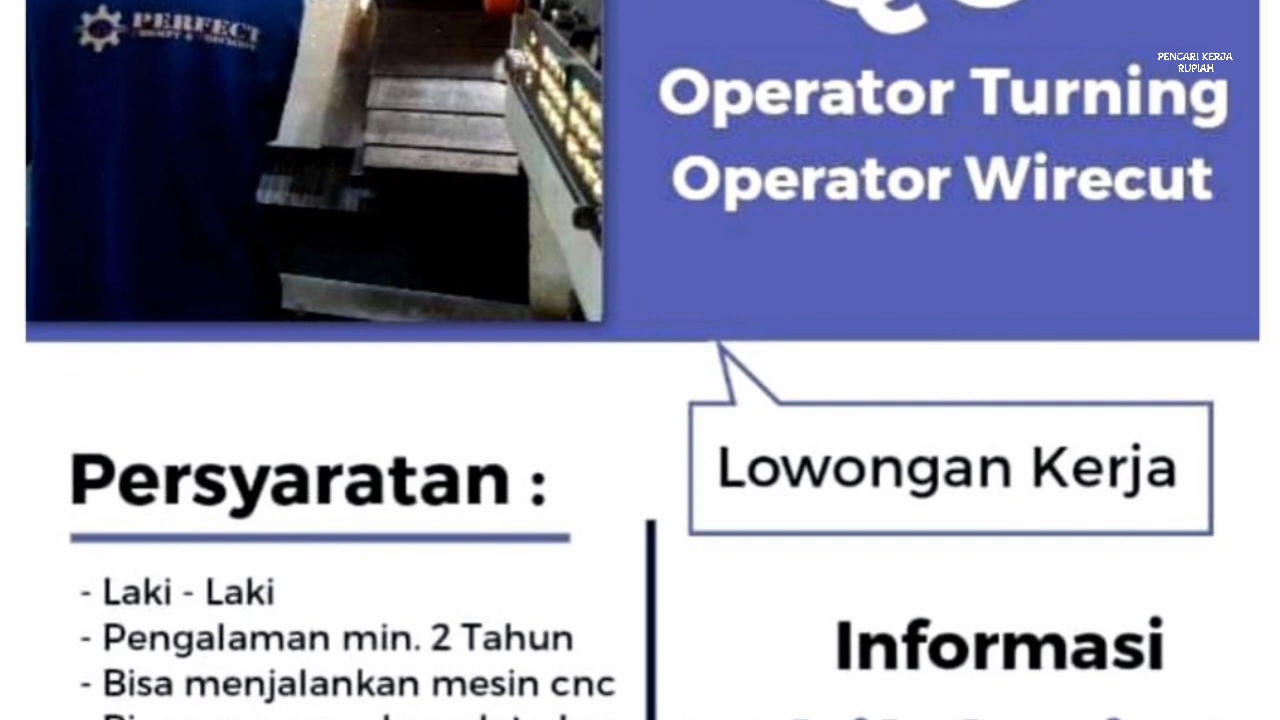 PERFECT
PENCARI KERJA
RUPIAH
Operator Turning
Operator Wirecut
Lowongan Kerja
Persyaratan :
- Laki - Laki
- Pengalaman min. 2 Tahun
- Bisa menjalankan mesin cnc
Informasi